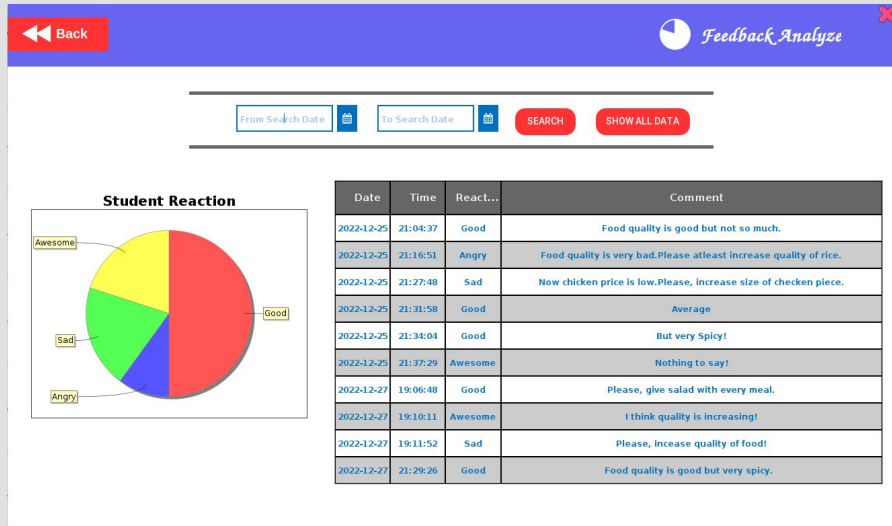 Back
Feedback Analyze
From Search Date
To Search Date
SEARCH
SHOW ALL DATA
Student Reaction
Awesome
Good
Sad
Angry
Date Time React... Comment
2022-12-25 21:04:37 Good Food quality is good but not so much.
2022-12-25 21:16:51 Angry Food quality is very bad.Please atleast increase quality of rice.
2022-12-25 21:27:48 Sad Now chicken price is low.Please, increase size of checken piece.
2022-12-25 21:31:58 Good Average
2022-12-25 21:34:04 Good But very Spicy!
2022-12-25 21:37:29 Awesome Nothing to say!
2022-12-27 19:06:48 Good Please, give salad with every meal.
2022-12-27 19:10:11 Awesome I think quality is increasing!
2022-12-27 19:11:52 Sad Please, incease quality of food!
2022-12-27 21:29:26 Good Food quality is good but very spicy.